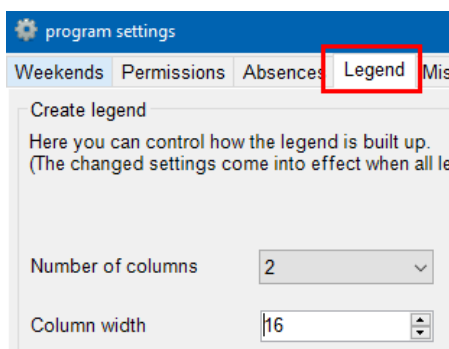 program settings
Weekends Permissions Absences Legend Mis
Create legend
Here you can control how the legend is built up.
(The changed settings come into effect when all le
Number of columns 2
Column width 16